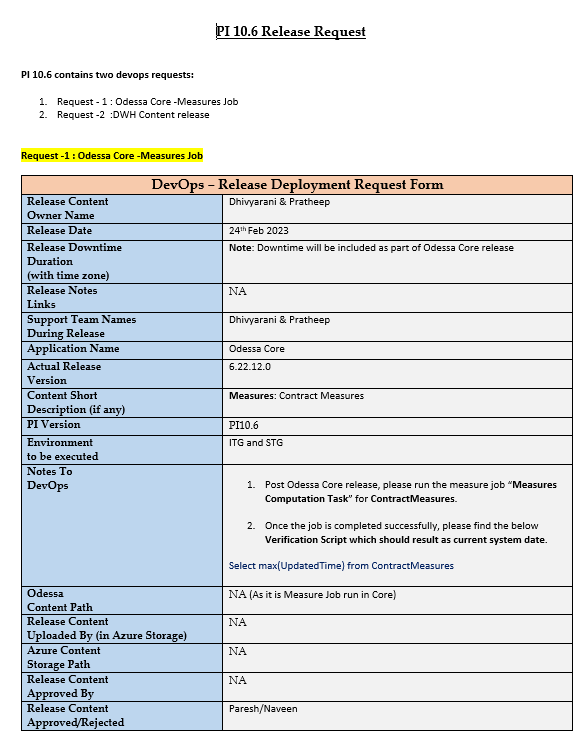 PI 10.6 Release Request
PI 10.6 contains two devops requests:
1. Request - 1 : Odessa Core -Measures Job
2. Request -2 :DWH Content release
Request -1 : Odessa Core -Measures Job
DevOps – Release Deployment Request Form
Release Content
Owner Name
Dhivyarani & Pratheep
Release Date
24th Feb 2023
Release Downtime
Duration
(with time zone)
Note: Downtime will be included as part of Odessa Core release
Release Notes
Links
NA
Support Team Names
During Release
Dhivyarani & Pratheep
Application Name
Odessa Core
Actual Release
Version
6.22.12.0
Content Short
Description (if any)
Measures: Contract Measures
PI Version
PI10.6
Environment
to be executed
ITG and STG
Notes To
DevOps
1. Post Odessa Core release, please run the measure job “Measures
Computation Task” for ContractMeasures.
2. Once the job is completed successfully, please find the below
Verification Script which should result as current system date.
Select max(UpdatedTime) from ContractMeasures
Odessa
Content Path
NA (As it is Measure Job run in Core)
Release Content
Uploaded By (in Azure Storage)
NA
Azure Content
Storage Path
NA
Release Content
Approved By
NA
Release Content
Approved/Rejected
Paresh/Naveen